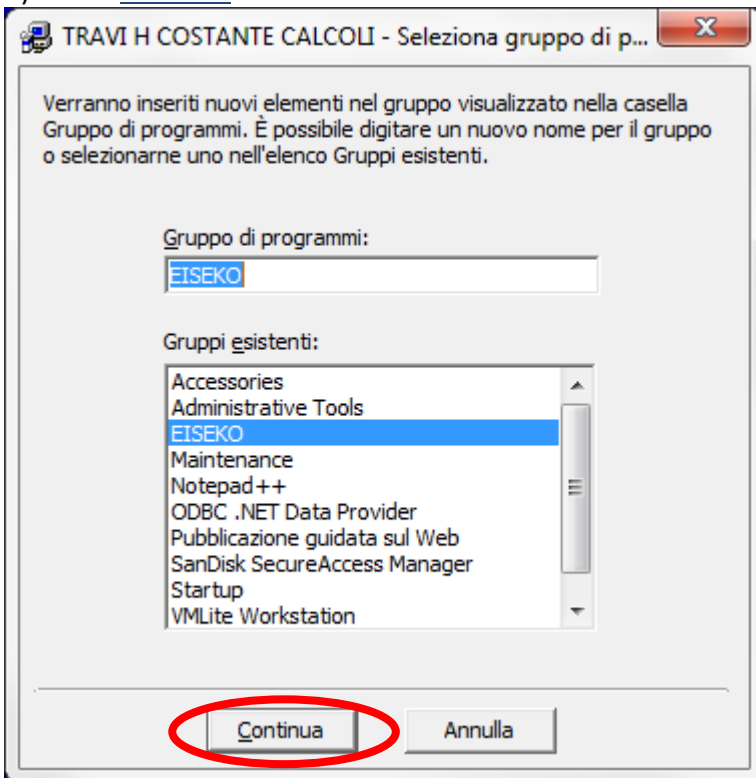 TRAVI H COSTANTE CALCOLI - Seleziona gruppo di p...
Verranno inseriti nuovi elementi nel gruppo visualizzato nella casella
Gruppo di programmi. È possibile digitare un nuovo nome per il gruppo
o selezionarne uno nell'elenco Gruppi esistenti.
Gruppo di programmi:
EISEKO
Gruppi esistenti:
Accessories
Administrative Tools
EISEKO
Maintenance
Notepad++
ODBC .NET Data Provider
Pubblicazione guidata sul Web
SanDisk SecureAccess Manager
Startup
VMLite Workstation
Continua
Annulla